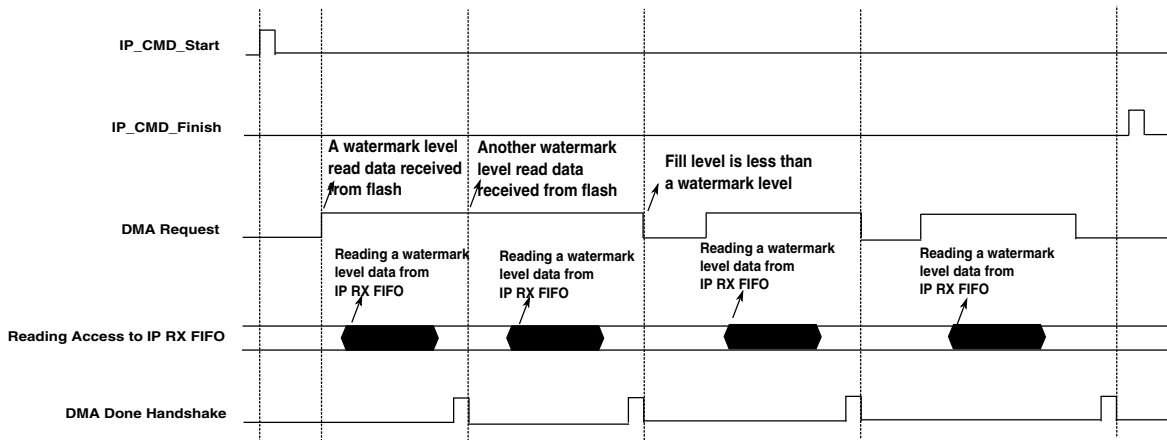 IP_CMD_Start
IP_CMD_Finish
A watermark level
read data received
from flash
Another watermark
level read data
received from flash
Fill level is less than
a watermark level
DMA Request
Reading a watermark
level data from
IP RX FIFO
Reading a watermark
level data from
IP RX FIFO
Reading a watermark
level data from
IP RX FIFO
Reading a watermark
level data from
IP RX FIFO
Reading Access to IP RX FIFO
DMA Done Handshake